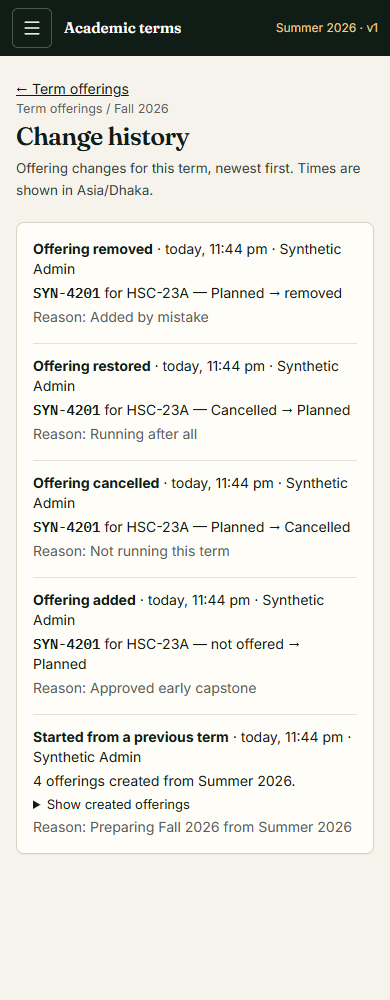 Academic terms
Summer 2026 · v1
← Term offerings
Term offerings / Fall 2026
Change history
Offering changes for this term, newest first. Times are
shown in Asia/Dhaka.
Offering removed · today, 11:44 pm · Synthetic
Admin
SYN-4201 for HSC-23A — Planned → removed
Reason: Added by mistake
Offering restored · today, 11:44 pm · Synthetic
Admin
SYN-4201 for HSC-23A — Cancelled → Planned
Reason: Running after all
Offering cancelled · today, 11:44 pm · Synthetic
Admin
SYN-4201 for HSC-23A — Planned → Cancelled
Reason: Not running this term
Offering added · today, 11:44 pm · Synthetic
Admin
SYN-4201 for HSC-23A — not offered →
Planned
Reason: Approved early capstone
Started from a previous term · today, 11:44 pm ·
Synthetic Admin
4 offerings created from Summer 2026.
▶ Show created offerings
Reason: Preparing Fall 2026 from Summer 2026